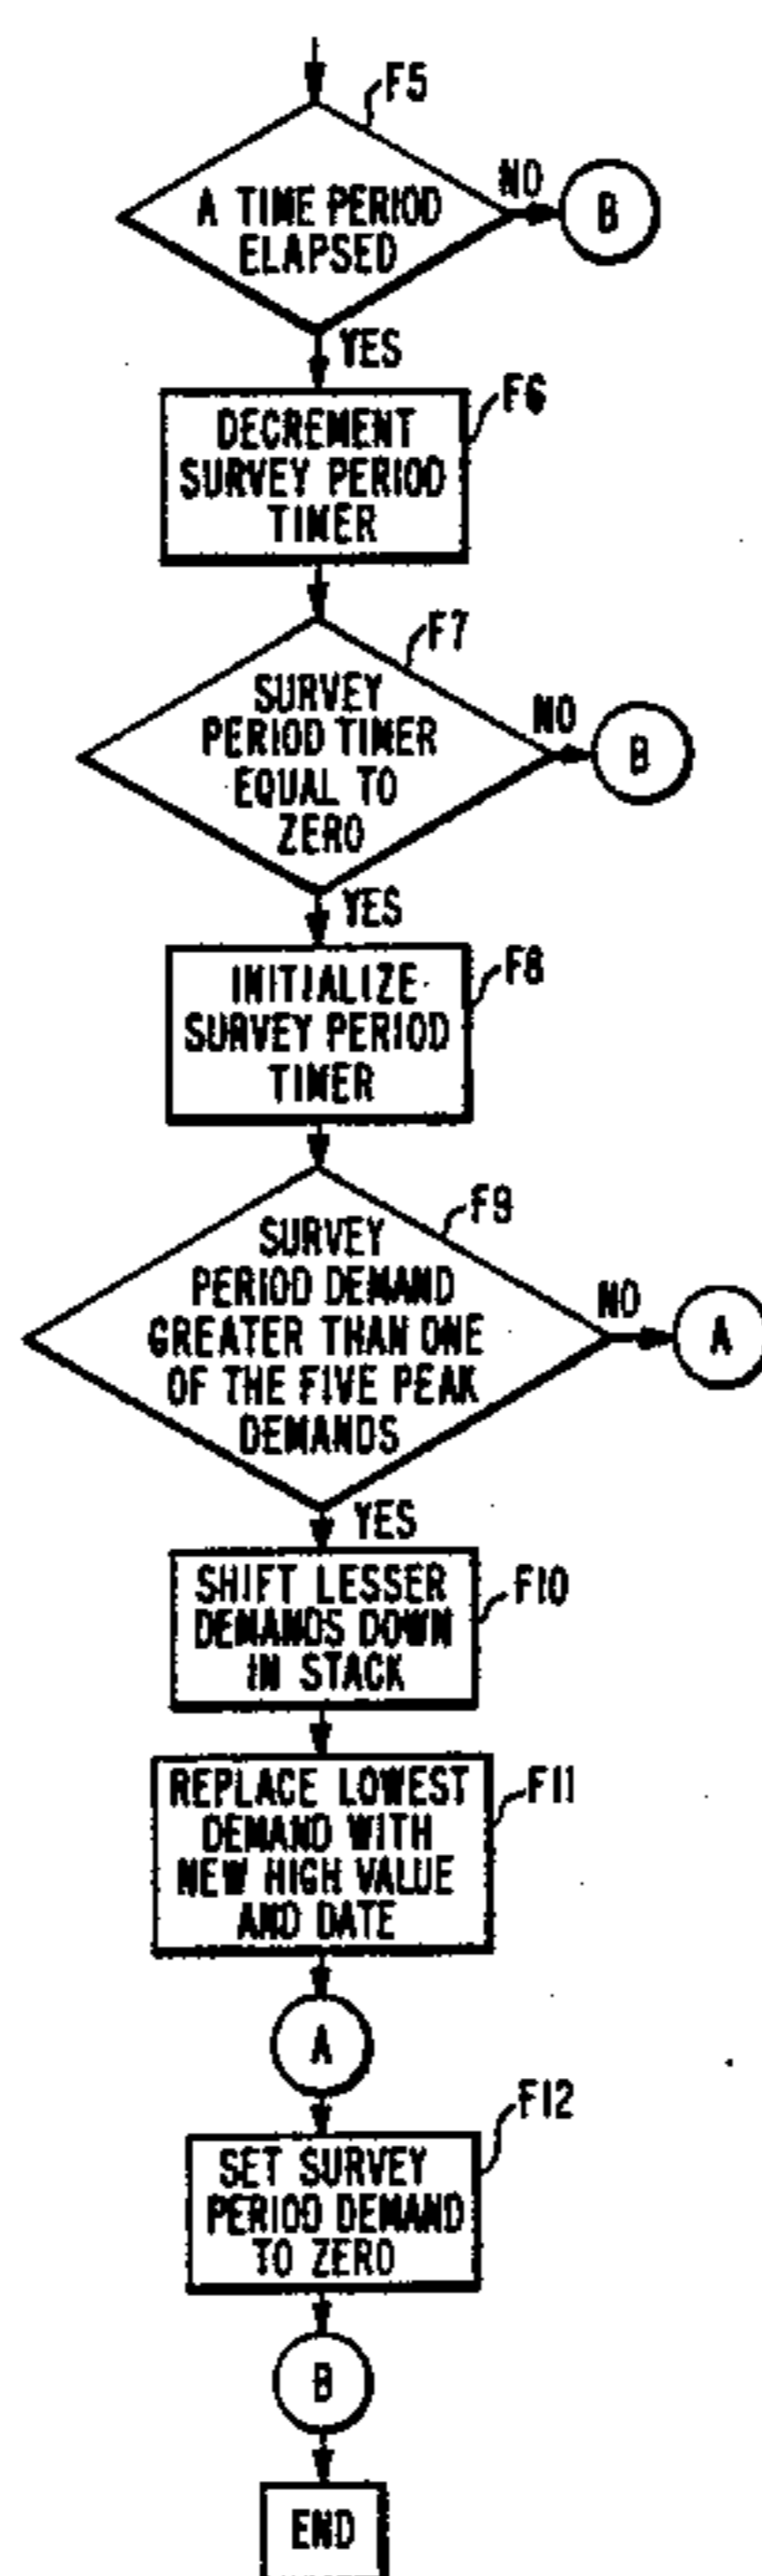 F5
A TIME PERIOD
ELAPSED
NO
B
YES
F6
DECREMENT
SURVEY PERIOD
TIMER
F7
SURVEY
PERIOD TIMER
EQUAL TO
ZERO
NO
B
YES
F8
INITIALIZE
SURVEY PERIOD
TIMER
F9
SURVEY
PERIOD DEMAND
GREATER THAN ONE
OF THE FIVE PEAK
DEMANDS
NO
A
YES
F10
SHIFT LESSER
DEMANDS DOWN
IN STACK
F11
REPLACE LOWEST
DEMAND WITH
NEW HIGH VALUE
AND DATE
A
F12
SET SURVEY
PERIOD DEMAND
TO ZERO
B
END